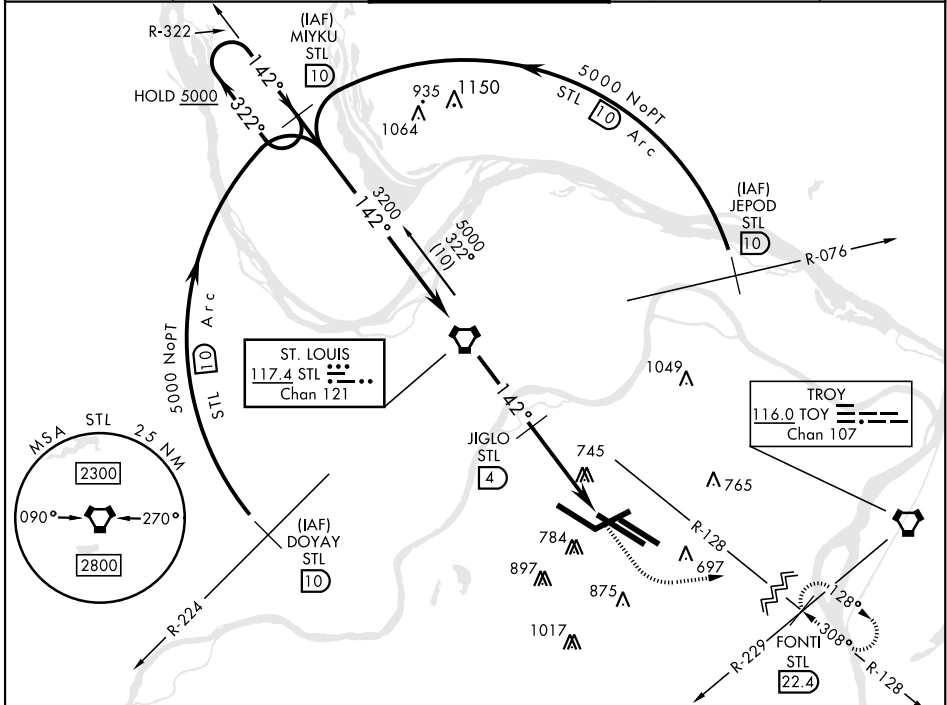 R-322
(IAF)
MIYKU
STL
10
142°
HOLD 5000
322°
935
1150
1064
5000 NoPT
STL 10 Arc
(IAF)
JEPOD
STL
10
R-076
3200
142°
5000
322°
(10)
5000 NoPT
STL 10 Arc
ST. LOUIS
117.4 STL
Chan 121
1049
TROY
116.0 TOY
Chan 107
142°
JIGLO
STL
4
745
765
MSA STL 25 NM
2300
090°
270°
2800
(IAF)
DOYAY
STL
10
R-224
R-128
784
697
897
875
1017
128°
308°
FONTI
STL
22.4
R-229
R-128